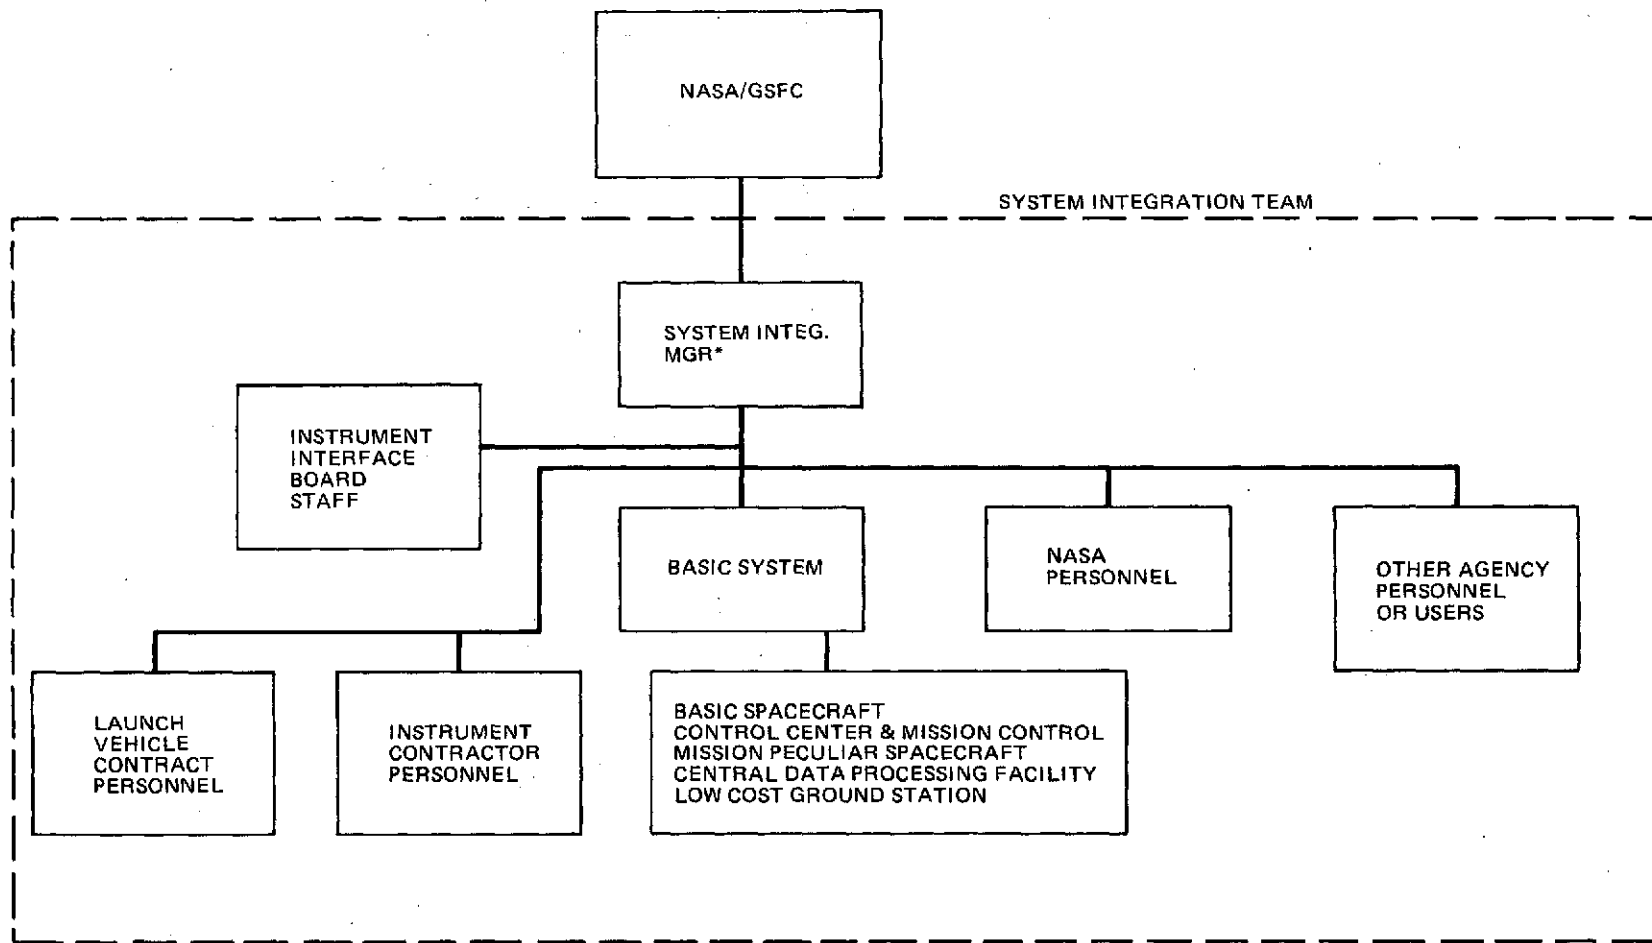 NASA/GSFC
SYSTEM INTEGRATION TEAM
SYSTEM INTEG.
MGR*
INSTRUMENT
INTERFACE
BOARD
STAFF
BASIC SYSTEM
NASA
PERSONNEL
OTHER AGENCY
PERSONNEL
OR USERS
LAUNCH
VEHICLE
CONTRACT
PERSONNEL
INSTRUMENT
CONTRACTOR
PERSONNEL
BASIC SPACECRAFT
CONTROL CENTER & MISSION CONTROL
MISSION PECULIAR SPACECRAFT
CENTRAL DATA PROCESSING FACILITY
LOW COST GROUND STATION